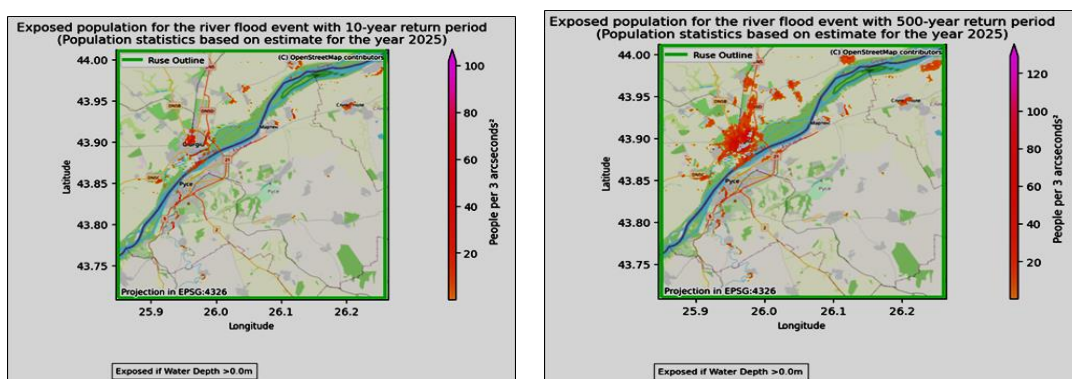 Exposed population for the river flood event with 10-year return period
(Population statistics based on estimate for the year 2025)
Ruse Outline
(C) OpenStreetMap contributors
44.00
43.95
43.90
43.85
43.80
43.75
Latitude
Giurgiu
Мартен
Русе
Projection in EPSG:4326
25.9
26.0
26.1
26.2
Longitude
100
80
60
40
20
People per 3 arcseconds²
Exposed if Water Depth >0.0m
Exposed population for the river flood event with 500-year return period
(Population statistics based on estimate for the year 2025)
Ruse Outline
(C) OpenStreetMap contributors
44.00
43.95
43.90
43.85
43.80
43.75
Latitude
Мартен
Русе
Projection in EPSG:4326
25.9
26.0
26.1
26.2
Longitude
120
100
80
60
40
20
People per 3 arcseconds²
Exposed if Water Depth >0.0m